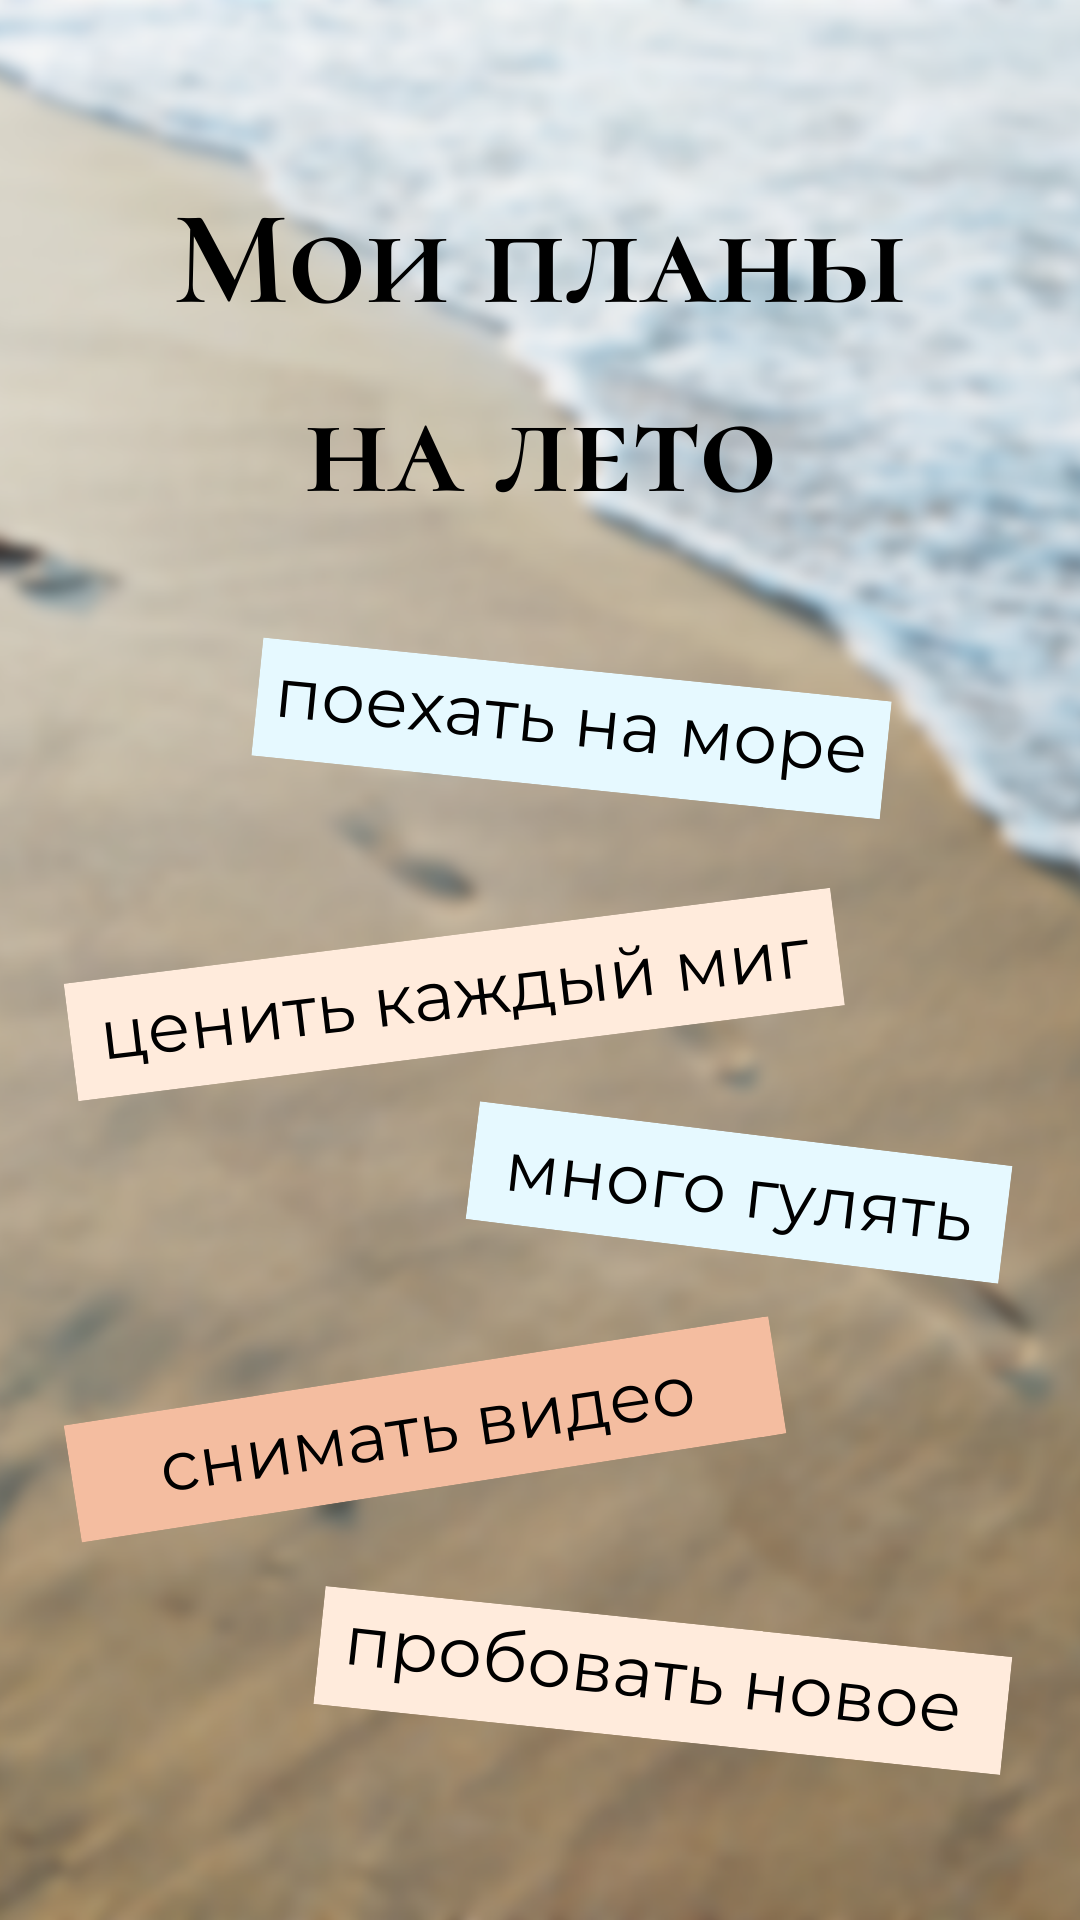 Мои планы
на лето
поехать на море
ценить каждый миг
много гулять
снимать видео
пробовать новое